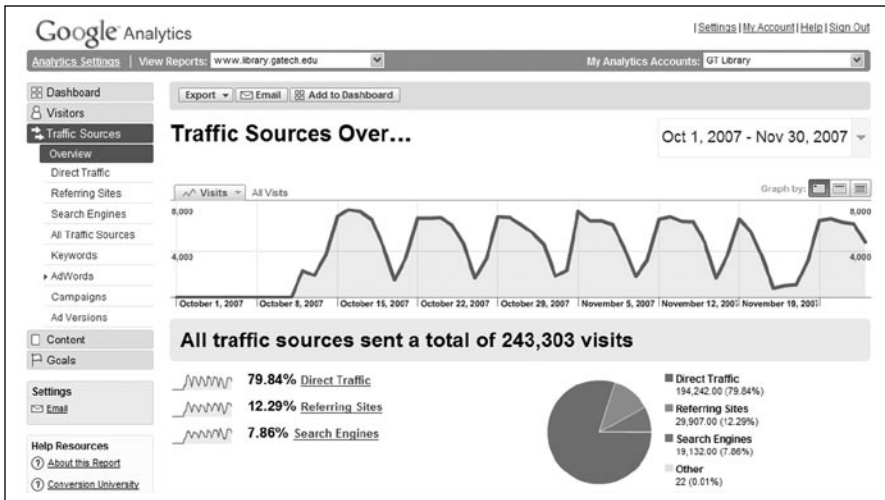 Google Analytics
| Settings | My Account | Help | Sign Out
Analytics Settings | View Reports: www.library.gatech.edu
My Analytics Accounts: GT Library
Dashboard
Visitors
Traffic Sources
Overview
Direct Traffic
Referring Sites
Search Engines
All Traffic Sources
Keywords
AdWords
Campaigns
Ad Versions
Content
Goals
Settings
Email
Help Resources
About this Report
Conversion University
Export Email Add to Dashboard
Traffic Sources Over...
Oct 1, 2007 - Nov 30, 2007
Visits All Visits
Graph by:
8,000 8,000
4,000 4,000
October 1, 2007 October 8, 2007 October 15, 2007 October 22, 2007 October 29, 2007 November 5, 2007 November 12, 2007 November 19, 2007
All traffic sources sent a total of 243,303 visits
79.84% Direct Traffic
12.29% Referring Sites
7.86% Search Engines
Direct Traffic
194,242.00 (79.84%)
Referring Sites
29,907.00 (12.29%)
Search Engines
19,132.00 (7.86%)
Other
22 (0.01%)